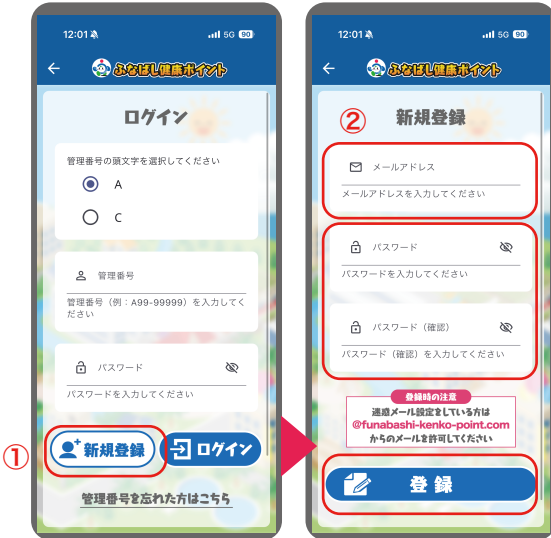 12:01
5G 90
ふなばし健康ポイント
ログイン
管理番号の頭文字を選択してください
A
C
管理番号
管理番号（例：A99-99999）を入力してく
ださい
パスワード
パスワードを入力してください
①
新規登録
ログイン
管理番号を忘れた方はこちら
12:01
5G 90
ふなばし健康ポイント
②
新規登録
メールアドレス
メールアドレスを入力してください
パスワード
パスワードを入力してください
パスワード（確認）
パスワード（確認）を入力してください
登録時の注意
迷惑メール設定をしている方は
@funabashi-kenko-point.com
からのメールを許可してください
登録